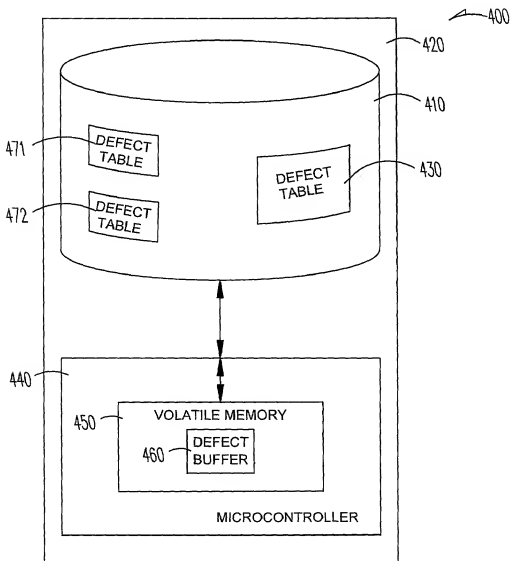 400
420
410
471
DEFECT
TABLE
DEFECT
TABLE
430
472
DEFECT
TABLE
440
450
VOLATILE MEMORY
460
DEFECT
BUFFER
MICROCONTROLLER